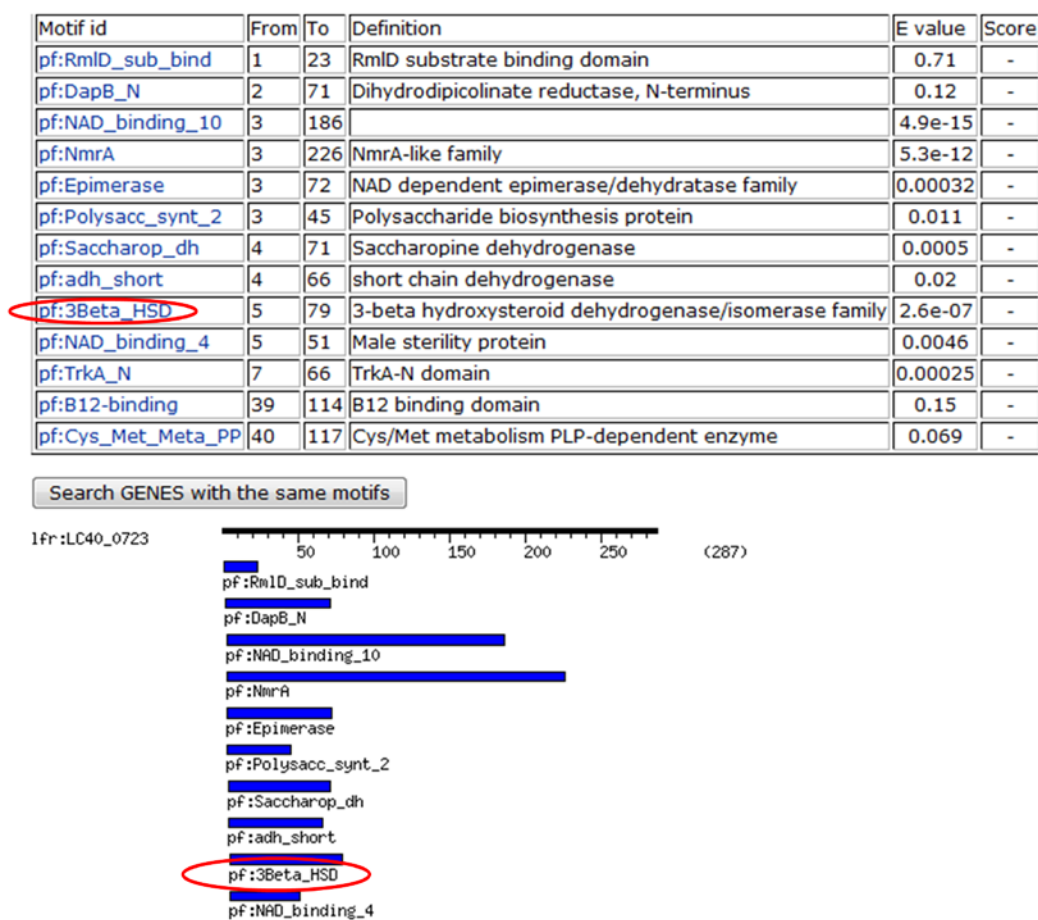 Motif id From To Definition E value Score
pf:RmlD_sub_bind 1 23 RmlD substrate binding domain 0.71 -
pf:DapB_N 2 71 Dihydrodipicolinate reductase, N-terminus 0.12 -
pf:NAD_binding_10 3 186 4.9e-15 -
pf:NmrA 3 226 NmrA-like family 5.3e-12 -
pf:Epimerase 3 72 NAD dependent epimerase/dehydratase family 0.00032 -
pf:Polysacc_synt_2 3 45 Polysaccharide biosynthesis protein 0.011 -
pf:Saccharop_dh 4 71 Saccharopine dehydrogenase 0.0005 -
pf:adh_short 4 66 short chain dehydrogenase 0.02 -
pf:3Beta_HSD 5 79 3-beta hydroxysteroid dehydrogenase/isomerase family 2.6e-07 -
pf:NAD_binding_4 5 51 Male sterility protein 0.0046 -
pf:TrkA_N 7 66 TrkA-N domain 0.00025 -
pf:B12-binding 39 114 B12 binding domain 0.15 -
pf:Cys_Met_Meta_PP 40 117 Cys/Met metabolism PLP-dependent enzyme 0.069 -
Search GENES with the same motifs
lfr:LC40_0723
50 100 150 200 250 (287)
pf:RmlD_sub_bind
pf:DapB_N
pf:NAD_binding_10
pf:NmrA
pf:Epimerase
pf:Polysacc_synt_2
pf:Saccharop_dh
pf:adh_short
pf:3Beta_HSD
pf:NAD_binding_4